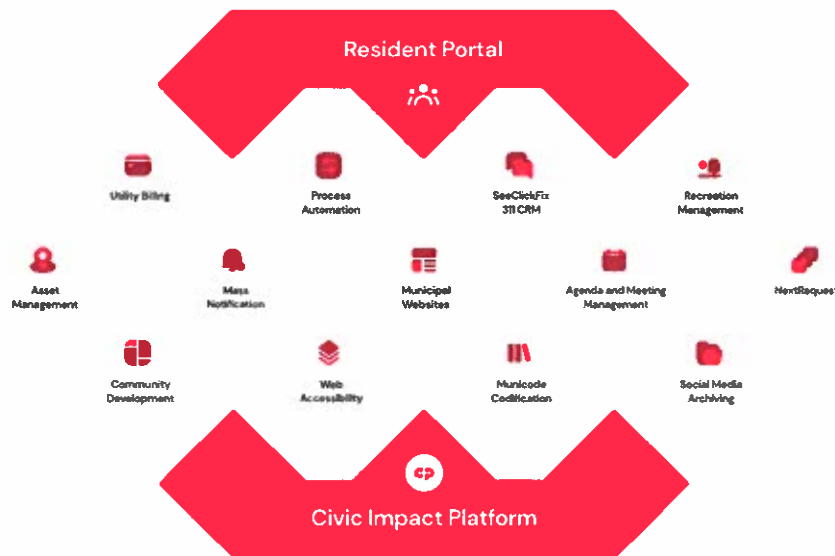 Resident Portal
Utility Billing
Process
Automation
SeeClickFix
311 CRM
Recreation
Management
Asset
Management
Mass
Notification
Municipal
Websites
Agenda and Meeting
Management
NextRequest
Community
Development
Web
Accessibility
Municode
Codification
Social Media
Archiving
CP
Civic Impact Platform